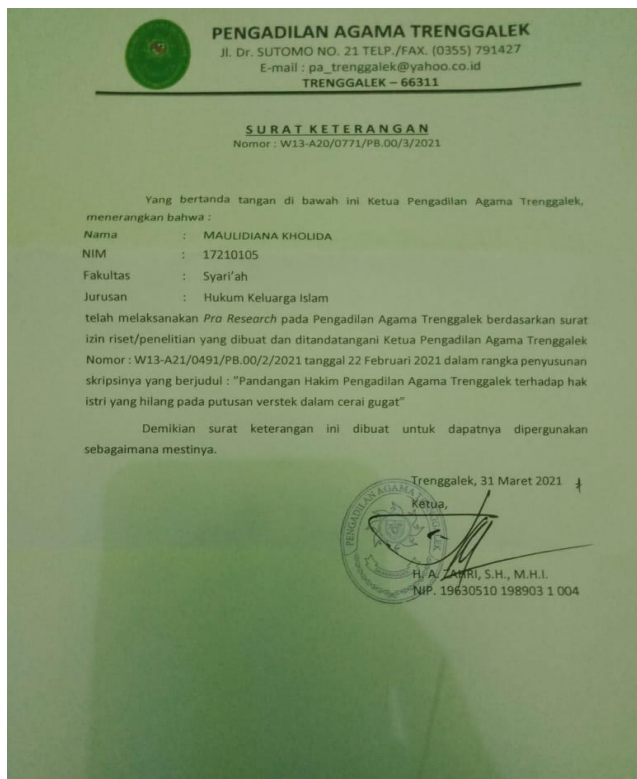 PENGADILAN AGAMA TRENGGALEK
Jl. Dr. SUTOMO NO. 21 TELP./FAX. (0355) 791427
E-mail : pa_trenggalek@yahoo.co.id
TRENGGALEK – 66311
SURAT KETERANGAN
Nomor : W13-A20/0771/PB.00/3/2021
Yang bertanda tangan di bawah ini Ketua Pengadilan Agama Trenggalek,
menerangkan bahwa :
Nama : MAULIDIANA KHOLIDA
NIM : 17210105
Fakultas : Syari'ah
Jurusan : Hukum Keluarga Islam
telah melaksanakan Pra Research pada Pengadilan Agama Trenggalek berdasarkan surat
izin riset/penelitian yang dibuat dan ditandatangani Ketua Pengadilan Agama Trenggalek
Nomor : W13-A21/0491/PB.00/2/2021 tanggal 22 Februari 2021 dalam rangka penyusunan
skripsinya yang berjudul : "Pandangan Hakim Pengadilan Agama Trenggalek terhadap hak
istri yang hilang pada putusan verstek dalam cerai gugat"
Demikian surat keterangan ini dibuat untuk dapatnya dipergunakan
sebagaimana mestinya.
Trenggalek, 31 Maret 2021
Ketua,
PENGADILAN AGAMA
H. A. ZAHRI, S.H., M.H.I.
NIP. 19630510 198903 1 004